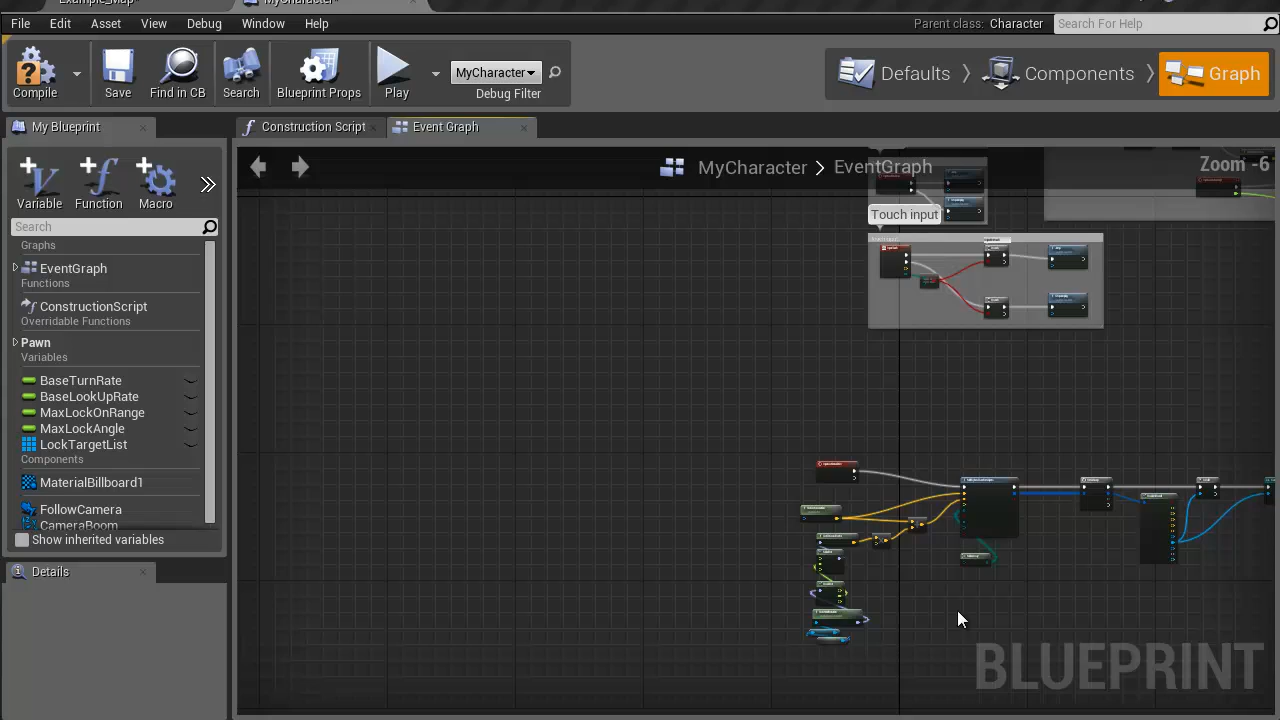 Example_Map*
MyCharacter*
File Edit Asset View Debug Window Help
Parent class: Character
Search For Help
Compile Save Find in CB Search Blueprint Props Play
MyCharacter
Debug Filter
Defaults Components Graph
My Blueprint
Construction Script
Event Graph
MyCharacter > EventGraph
Zoom -6
Variable Function Macro
Search
Graphs
EventGraph
Functions
ConstructionScript
Overridable Functions
Pawn
Variables
BaseTurnRate
BaseLookUpRate
MaxLockOnRange
MaxLockAngle
LockTargetList
Components
MaterialBillboard1
FollowCamera
CameraBoom
Show inherited variables
Details
Touch input
BLUEPRINT